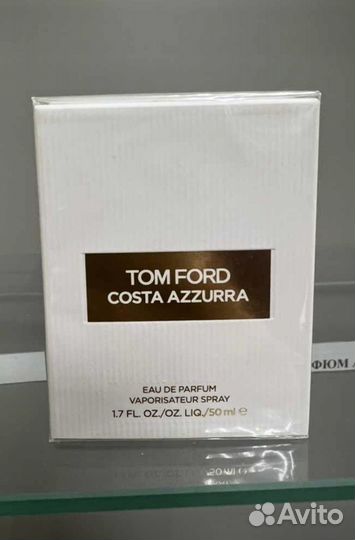 TOM FORD
COSTA AZZURRA
EAU DE PARFUM
VAPORISATEUR SPRAY
1.7 FL. OZ./OZ. LIQ./50 ml ℮
Avito